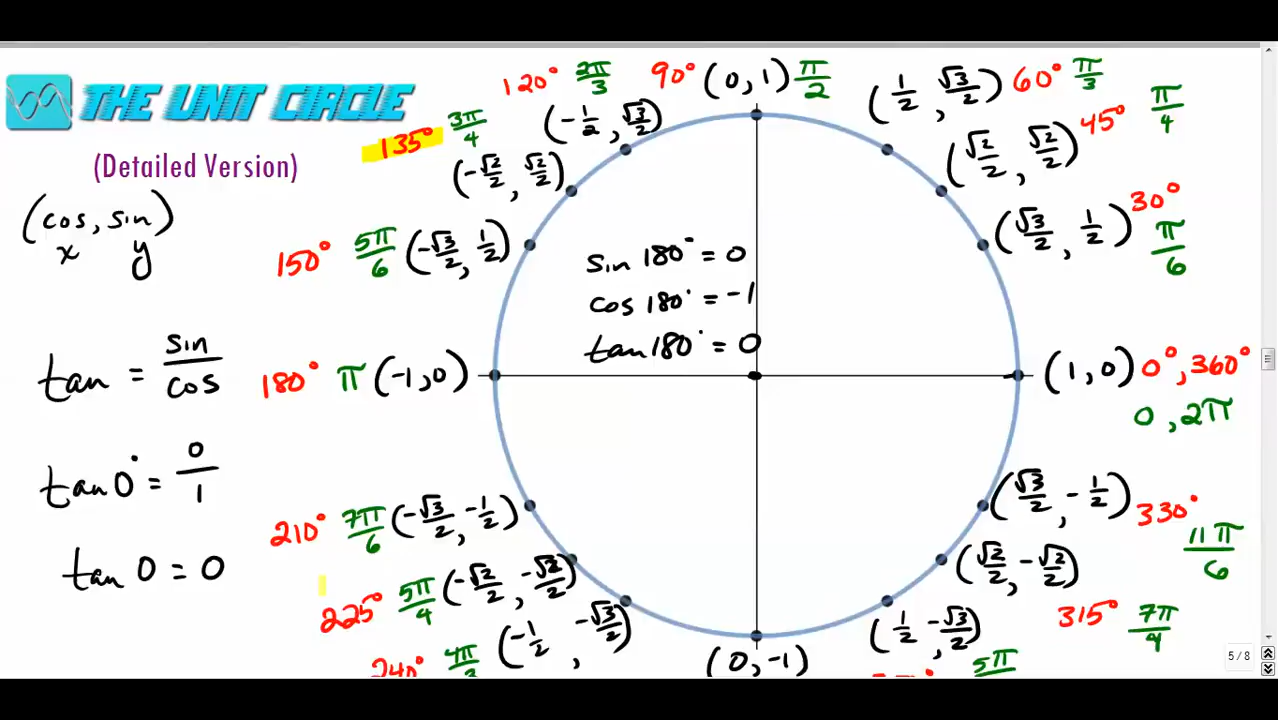 THE UNIT CIRCLE
(Detailed Version)
(cos, sin)
x y
tan = sin/cos
tan 0° = 0/1
tan 0 = 0
90° (0, 1) π/2
(1/2, √3/2) 60° π/3
(√2/2, √2/2) 45° π/4
(√3/2, 1/2) 30° π/6
120° 2π/3 (-1/2, √3/2)
135° 3π/4 (-√2/2, √2/2)
150° 5π/6 (-√3/2, 1/2)
sin 180° = 0
cos 180° = -1
tan 180° = 0
180° π (-1, 0)
(1, 0) 0°, 360°
0, 2π
210° 7π/6 (-√3/2, -1/2)
225° 5π/4 (-√2/2, -√2/2)
240° 4π/3 (-1/2, -√3/2)
(0, -1)
(√3/2, -1/2) 330° 11π/6
(√2/2, -√2/2) 315° 7π/4
(1/2, -√3/2)
5π
5/8